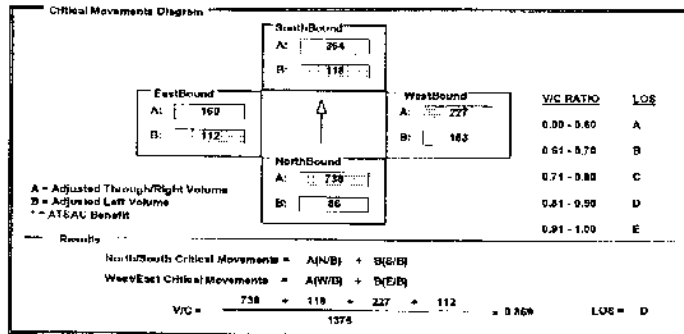 Critical Movements Diagram
SouthBound
A: 264
B: 118
EastBound
A: 160
B: 112
WestBound
A: 227
B: 183
NorthBound
A: 738
B: 86
V/C RATIO LOS
0.00 - 0.60 A
0.61 - 0.70 B
0.71 - 0.80 C
0.81 - 0.90 D
0.91 - 1.00 E
A = Adjusted Through/Right Volume
B = Adjusted Left Volume
* = ATSAC Benefit
Results
North/South Critical Movements = A(N/B) + B(S/B)
West/East Critical Movements = A(W/B) + B(E/B)
V/C = 738 + 118 + 227 + 112
1375
= 0.869 LOS = D